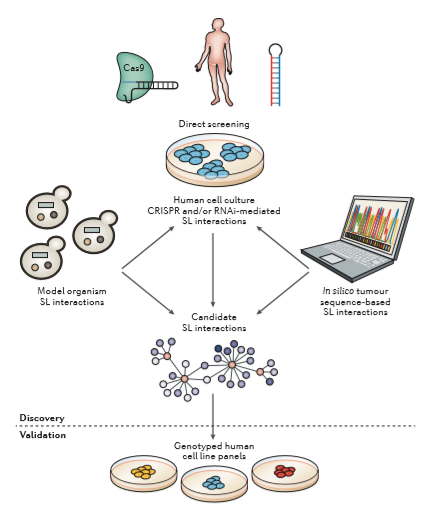 Cas9
Direct screening
Human cell culture
CRISPR and/or RNAi-mediated
SL interactions
Model organism
SL interactions
In silico tumour
sequence-based
SL interactions
Candidate
SL interactions
Discovery
Validation
Genotyped human
cell line panels